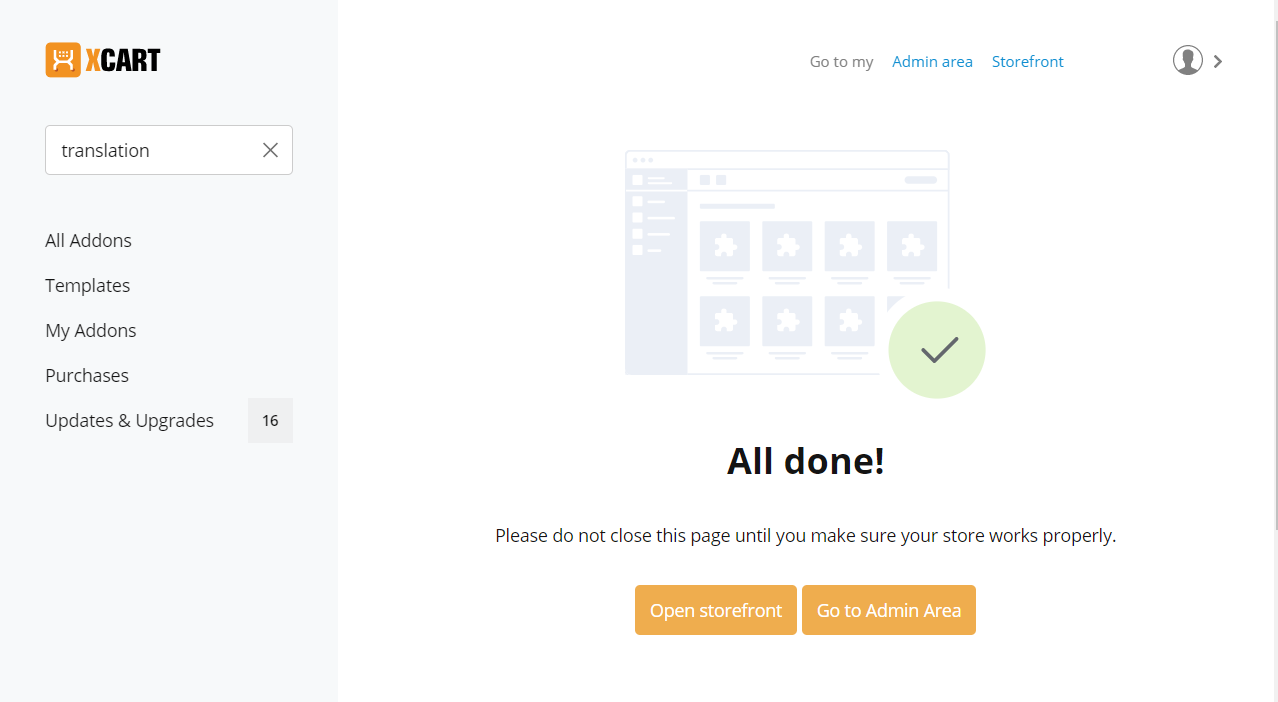 XCART
Go to my Admin area Storefront
translation
All Addons
Templates
My Addons
Purchases
Updates & Upgrades 16
All done!
Please do not close this page until you make sure your store works properly.
Open storefront Go to Admin Area